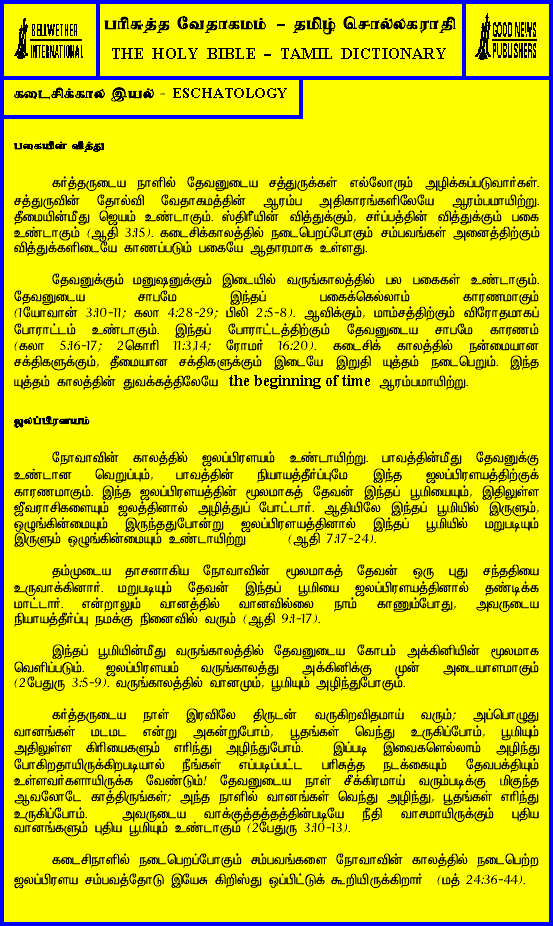 BELLWETHER
INTERNATIONAL
பரிசுத்த வேதாகமம் – தமிழ் சொல்லகராதி
THE HOLY BIBLE – TAMIL DICTIONARY
GOOD NEWS
PUBLISHERS
கடைசிக்கால இயல் - ESCHATOLOGY
பகையின் வித்து
கர்த்தருடைய நாளில் தேவனுடைய சத்துருக்கள் எல்லோரும் அழிக்கப்படுவார்கள்.
சத்துருவின் தோல்வி வேதாகமத்தின் ஆரம்ப அதிகாரங்களிலேயே ஆரம்பமாயிற்று.
தீமையின்மீது ஜெயம் உண்டாகும். ஸ்திரீயின் வித்துக்கும், சர்ப்பத்தின் வித்துக்கும் பகை
உண்டாகும் (ஆதி 3:15). கடைசிக்காலத்தில் நடைபெறப்போகும் சம்பவங்கள் அனைத்திற்கும்
வித்துக்களிடையே காணப்படும் பகையே ஆதாரமாக உள்ளது.
தேவனுக்கும் மனுஷனுக்கும் இடையில் வருங்காலத்தில் பல பகைகள் உண்டாகும்.
தேவனுடைய சாபமே இந்தப் பகைக்கெல்லாம் காரணமாகும்
(1யோவான் 3:10-11; கலா 4:28-29; பிலி 2:5-8). ஆவிக்கும், மாம்சத்திற்கும் விரோதமாகப்
போராட்டம் உண்டாகும். இந்தப் போராட்டத்திற்கும் தேவனுடைய சாபமே காரணம்
(கலா 5:16-17; 2கொரி 11:3,14; ரோமர் 16:20). கடைசிக் காலத்தில் நன்மையான
சக்திகளுக்கும், தீமையான சக்திகளுக்கும் இடையே இறுதி யுத்தம் நடைபெறும். இந்த
யுத்தம் காலத்தின் துவக்கத்திலேயே the beginning of time ஆரம்பமாயிற்று.
ஜலப்பிரளயம்
நோவாவின் காலத்தில் ஜலப்பிரளயம் உண்டாயிற்று. பாவத்தின்மீது தேவனுக்கு
உண்டான வெறுப்பும், பாவத்தின் நியாயத்தீர்ப்புமே இந்த ஜலப்பிரளயத்திற்குக்
காரணமாகும். இந்த ஜலப்பிரளயத்தின் மூலமாகத் தேவன் இந்தப் பூமியையும், இதிலுள்ள
ஜீவராசிகளையும் ஜலத்தினால் அழித்துப் போட்டார். ஆதியிலே இந்தப் பூமியில் இருளும்,
ஒழுங்கின்மையும் இருந்ததுபோன்று ஜலப்பிரளயத்தினால் இந்தப் பூமியில் மறுபடியும்
இருளும் ஒழுங்கின்மையும் உண்டாயிற்று (ஆதி 7:17-24).
தம்முடைய தாசனாகிய நோவாவின் மூலமாகத் தேவன் ஒரு புது சந்ததியை
உருவாக்கினார். மறுபடியும் தேவன் இந்தப் பூமியை ஜலப்பிரளயத்தினால் தண்டிக்க
மாட்டார். என்றாலும் வானத்தில் வானவில்லை நாம் காணும்போது, அவருடைய
நியாயத்தீர்ப்பு நமக்கு நினைவில் வரும் (ஆதி 9:1-17).
இந்தப் பூமியின்மீது வருங்காலத்தில் தேவனுடைய கோபம் அக்கினியின் மூலமாக
வெளிப்படும். ஜலப்பிரளயம் வருங்காலத்து அக்கினிக்கு முன் அடையாளமாகும்
(2பேதுரு 3:5-9). வருங்காலத்தில் வானமும், பூமியும் அழிந்துபோகும்.
கர்த்தருடைய நாள் இரவிலே திருடன் வருகிறவிதமாய் வரும்; அப்பொழுது
வானங்கள் மடமட என்று அகன்றுபோம், பூதங்கள் வெந்து உருகிப்போம், பூமியும்
அதிலுள்ள கிரியைகளும் எரிந்து அழிந்துபோம். இப்படி இவைகளெல்லாம் அழிந்து
போகிறதாயிருக்கிறபடியால் நீங்கள் எப்படிப்பட்ட பரிசுத்த நடக்கையும் தேவபக்தியும்
உள்ளவர்களாயிருக்க வேண்டும்! தேவனுடைய நாள் சீக்கிரமாய் வரும்படிக்கு மிகுந்த
ஆவலோடே காத்திருங்கள்; அந்த நாளில் வானங்கள் வெந்து அழிந்து, பூதங்கள் எரிந்து
உருகிப்போம். அவருடைய வாக்குத்தத்தத்தின்படியே நீதி வாசமாயிருக்கும் புதிய
வானங்களும் புதிய பூமியும் உண்டாகும் (2பேதுரு 3:10-13).
கடைசிநாளில் நடைபெறப்போகும் சம்பவங்களை நோவாவின் காலத்தில் நடைபெற்ற
ஜலப்பிரளய சம்பவத்தோடு இயேசு கிறிஸ்து ஒப்பிட்டுக் கூறியிருக்கிறார் (மத் 24:36-44).